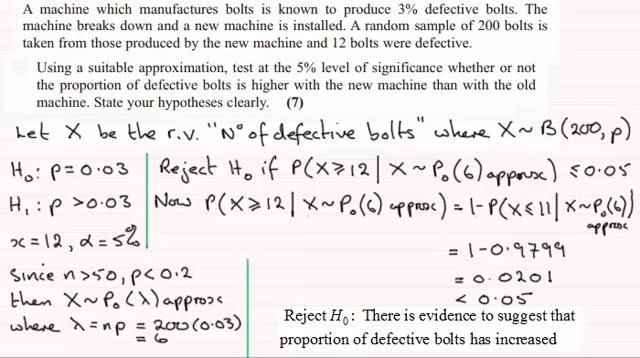 A machine which manufactures bolts is known to produce 3% defective bolts. The
machine breaks down and a new machine is installed. A random sample of 200 bolts is
taken from those produced by the new machine and 12 bolts were defective.
Using a suitable approximation, test at the 5% level of significance whether or not
the proportion of defective bolts is higher with the new machine than with the old
machine. State your hypotheses clearly. (7)
Let X be the r.v. "N° of defective bolts" where X ~ B(200, p)
H₀: p = 0.03
H₁: p > 0.03
x = 12, α = 5%
Since n > 50, p < 0.2
then X ~ P₀(λ) approx
where λ = np = 200(0.03)
= 6
Reject H₀ if P(X ⩾ 12 | X ~ P₀(6) approx) ⩽ 0.05
Now P(X ⩾ 12 | X ~ P₀(6) approx) = 1 - P(X ⩽ 11 | X ~ P₀(6))
approx
= 1 - 0.9799
= 0.0201
< 0.05
Reject H₀: There is evidence to suggest that
proportion of defective bolts has increased